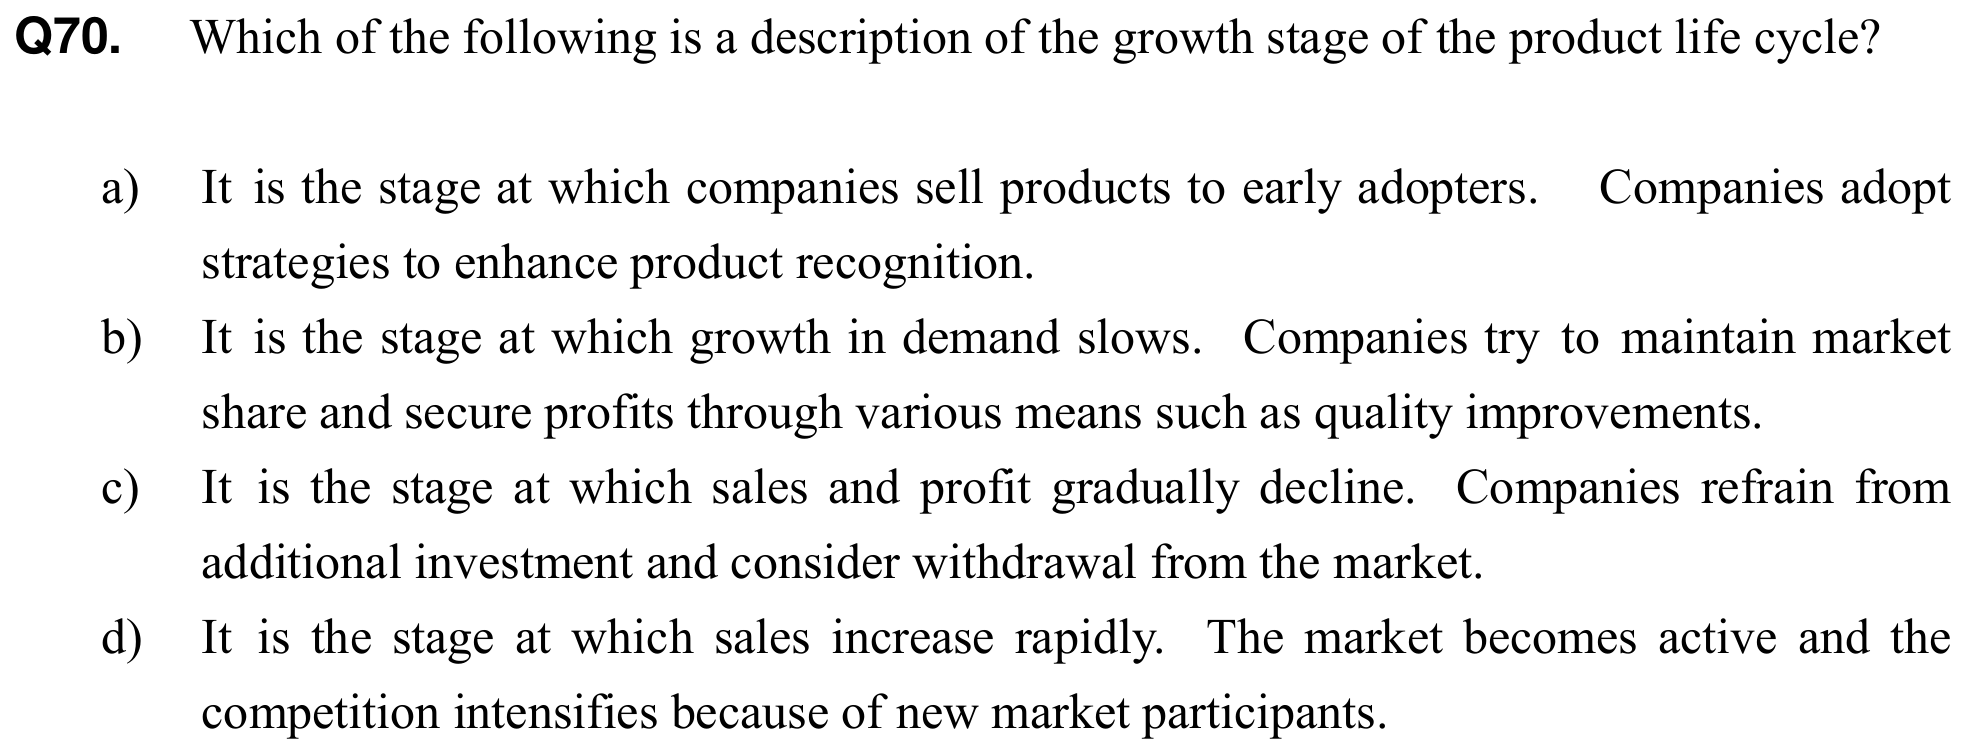 Q70. Which of the following is a description of the growth stage of the product life cycle?
a) It is the stage at which companies sell products to early adopters. Companies adopt
strategies to enhance product recognition.
b) It is the stage at which growth in demand slows. Companies try to maintain market
share and secure profits through various means such as quality improvements.
c) It is the stage at which sales and profit gradually decline. Companies refrain from
additional investment and consider withdrawal from the market.
d) It is the stage at which sales increase rapidly. The market becomes active and the
competition intensifies because of new market participants.